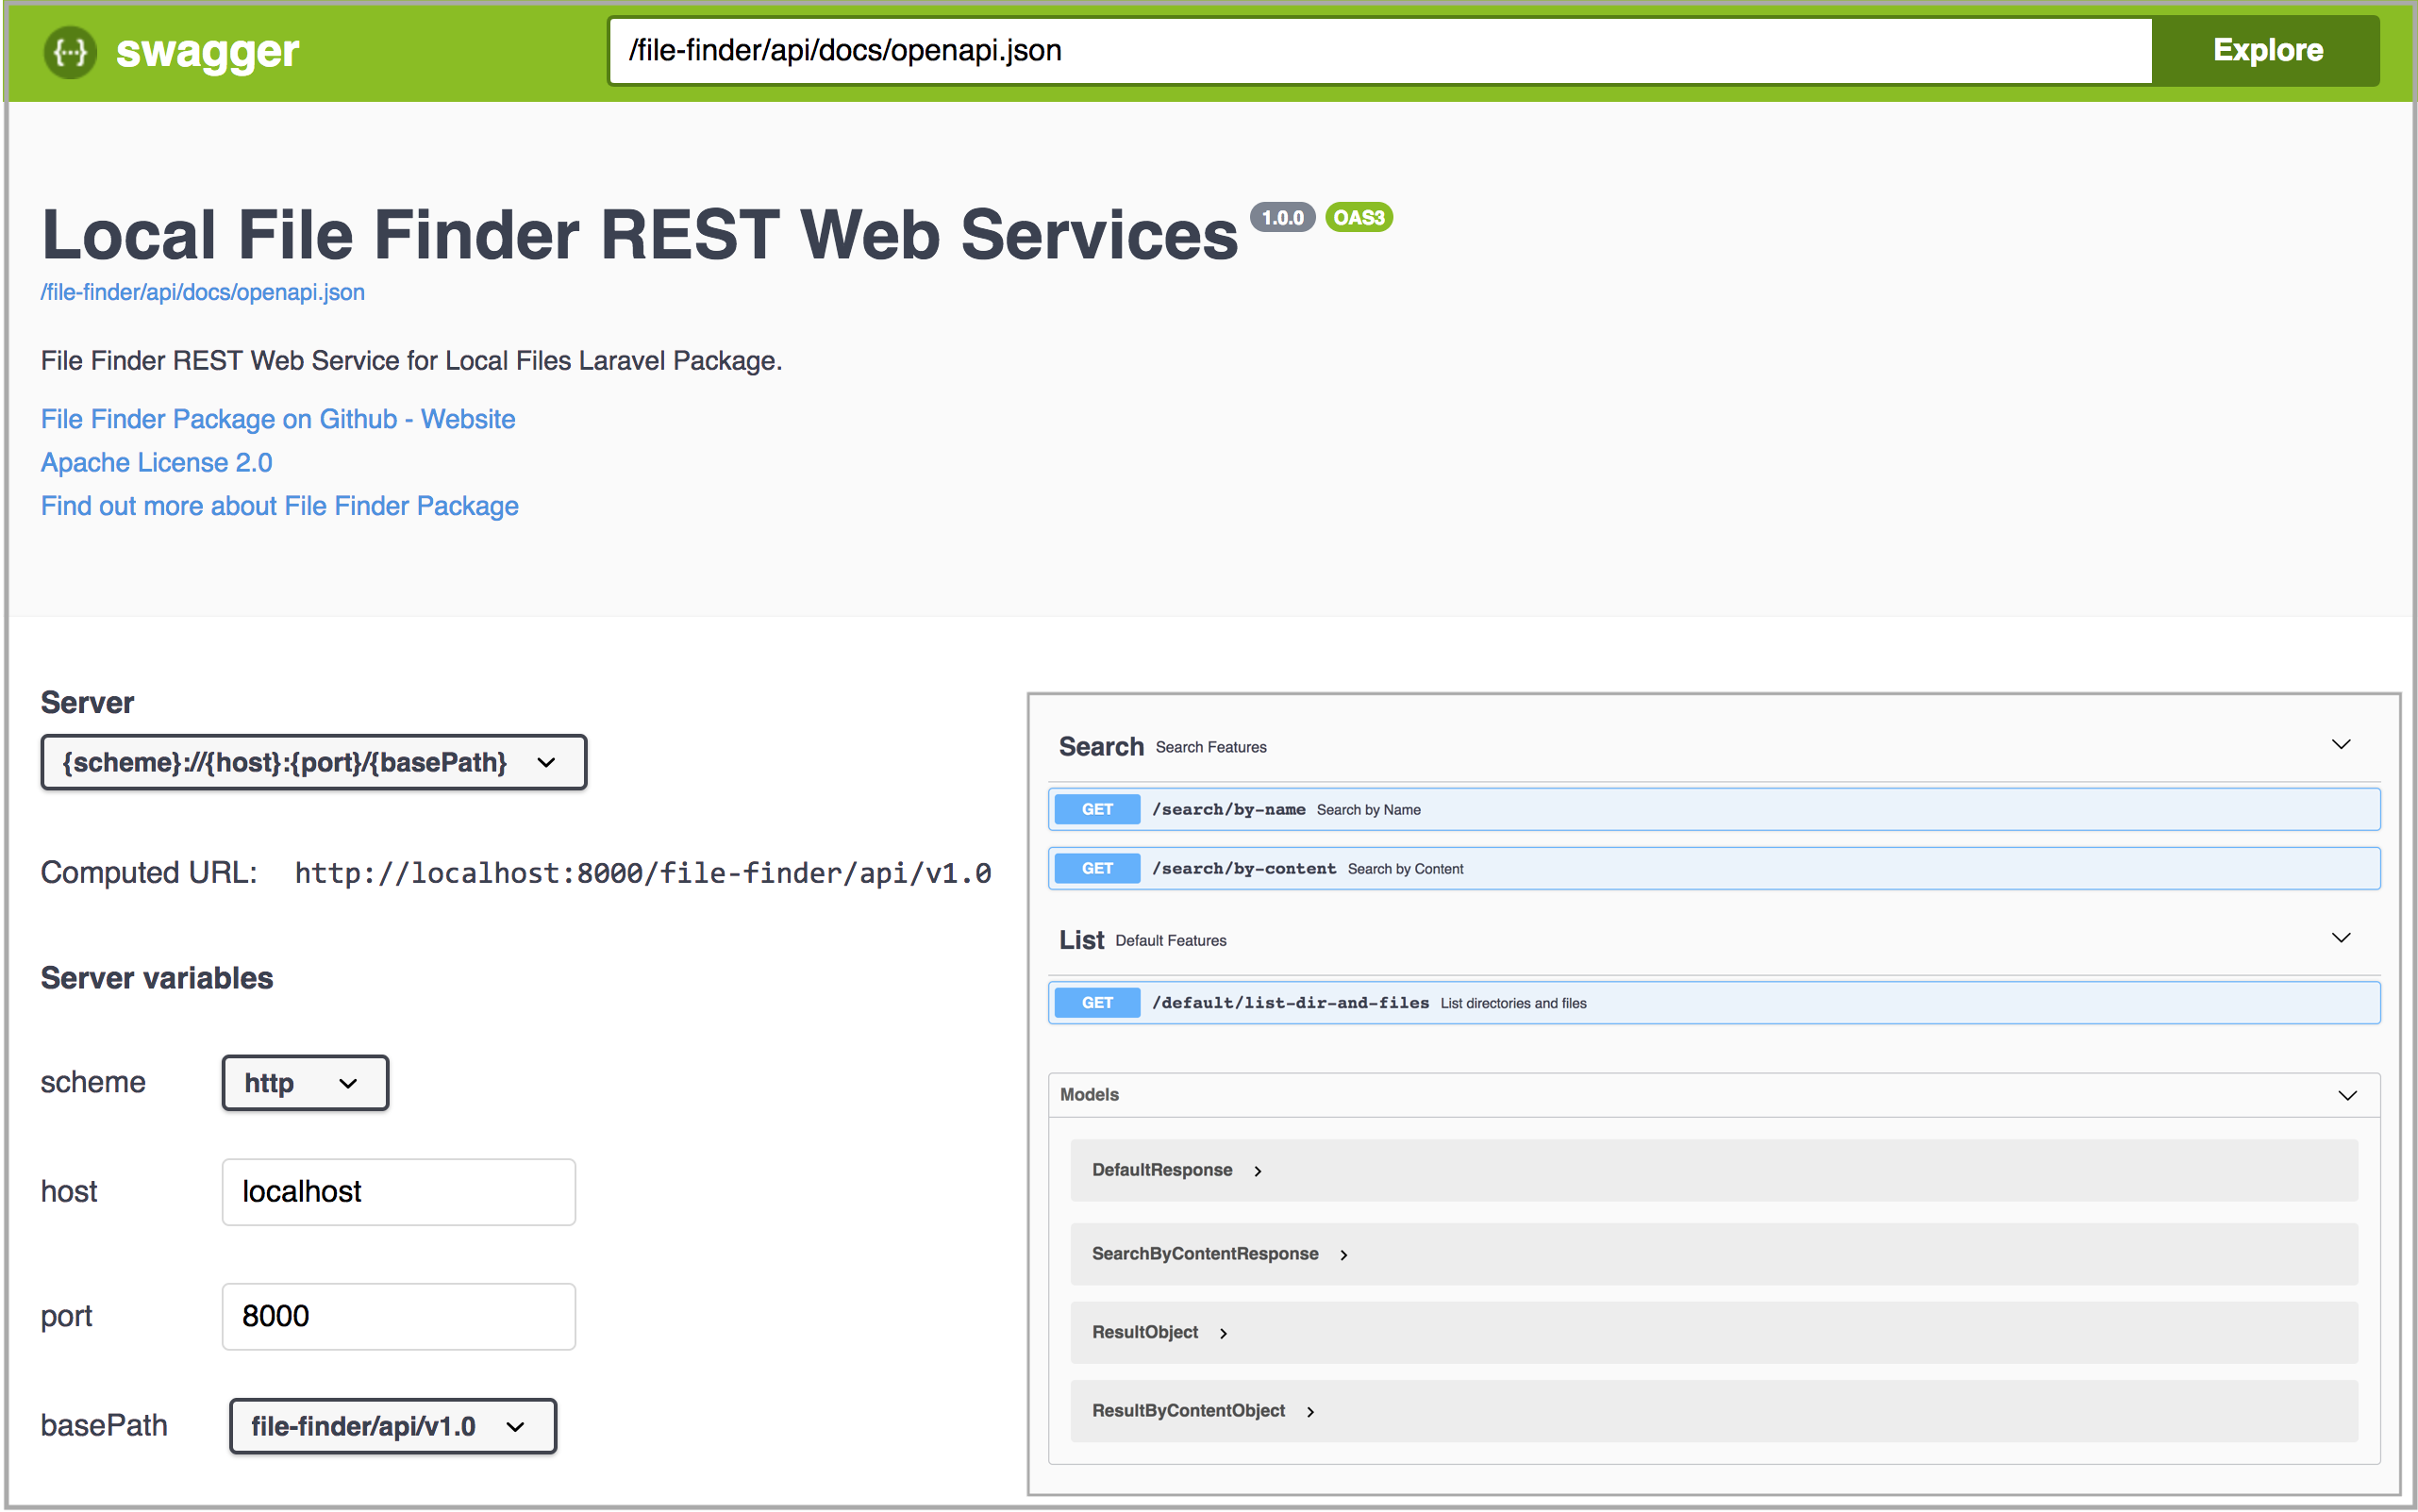 {...} swagger
/file-finder/api/docs/openapi.json
Explore
Local File Finder REST Web Services 1.0.0 OAS3
/file-finder/api/docs/openapi.json
File Finder REST Web Service for Local Files Laravel Package.
File Finder Package on Github - Website
Apache License 2.0
Find out more about File Finder Package
Server
{scheme}://{host}:{port}/{basePath}
Computed URL: http://localhost:8000/file-finder/api/v1.0
Server variables
scheme http
host localhost
port 8000
basePath file-finder/api/v1.0
Search Search Features
GET /search/by-name Search by Name
GET /search/by-content Search by Content
List Default Features
GET /default/list-dir-and-files List directories and files
Models
DefaultResponse
SearchByContentResponse
ResultObject
ResultByContentObject